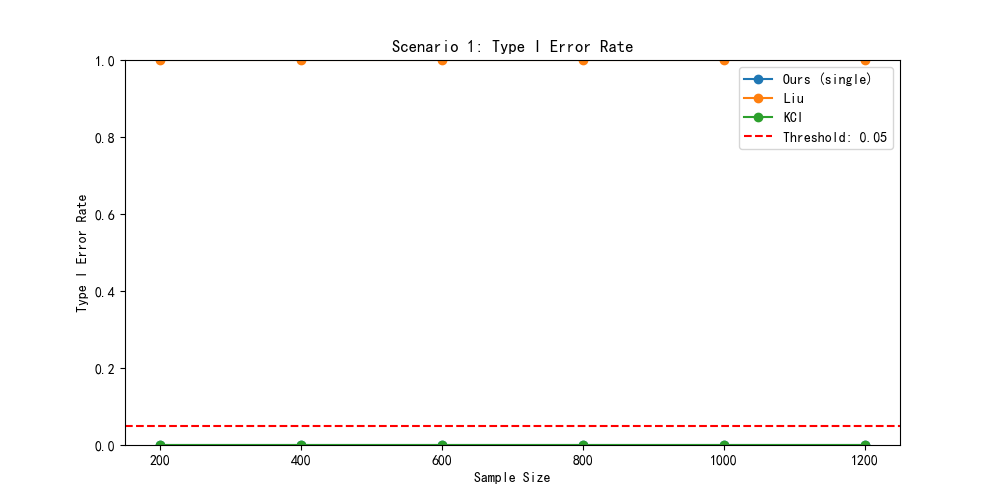 Scenario 1: Type I Error Rate
Type I Error Rate
1.0
0.8
0.6
0.4
0.2
0.0
Ours (single)
Liu
KCI
Threshold: 0.05
200
400
600
800
1000
1200
Sample Size